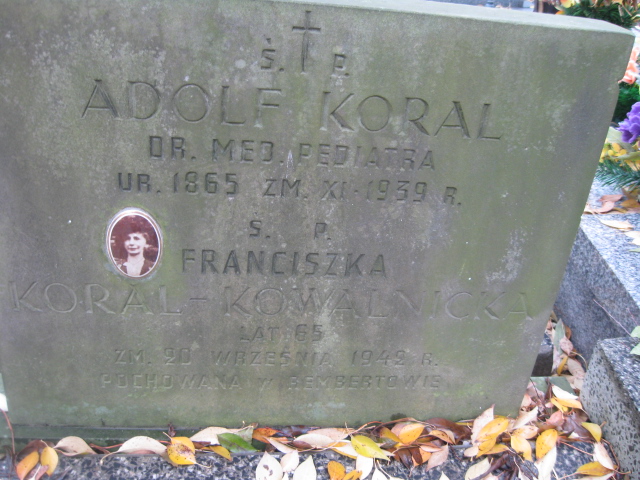 Ś. P.
ADOLF KORAL
DR. MED. PEDIATRA
UR. 1865 ZM. XI-1939 R.
Ś. P.
FRANCISZKA
KORAL-KOWALNICKA
LAT 65
ZM. 20 WRZEŚNIA 1942 R.
POCHOWANA W REMBERTOWIE